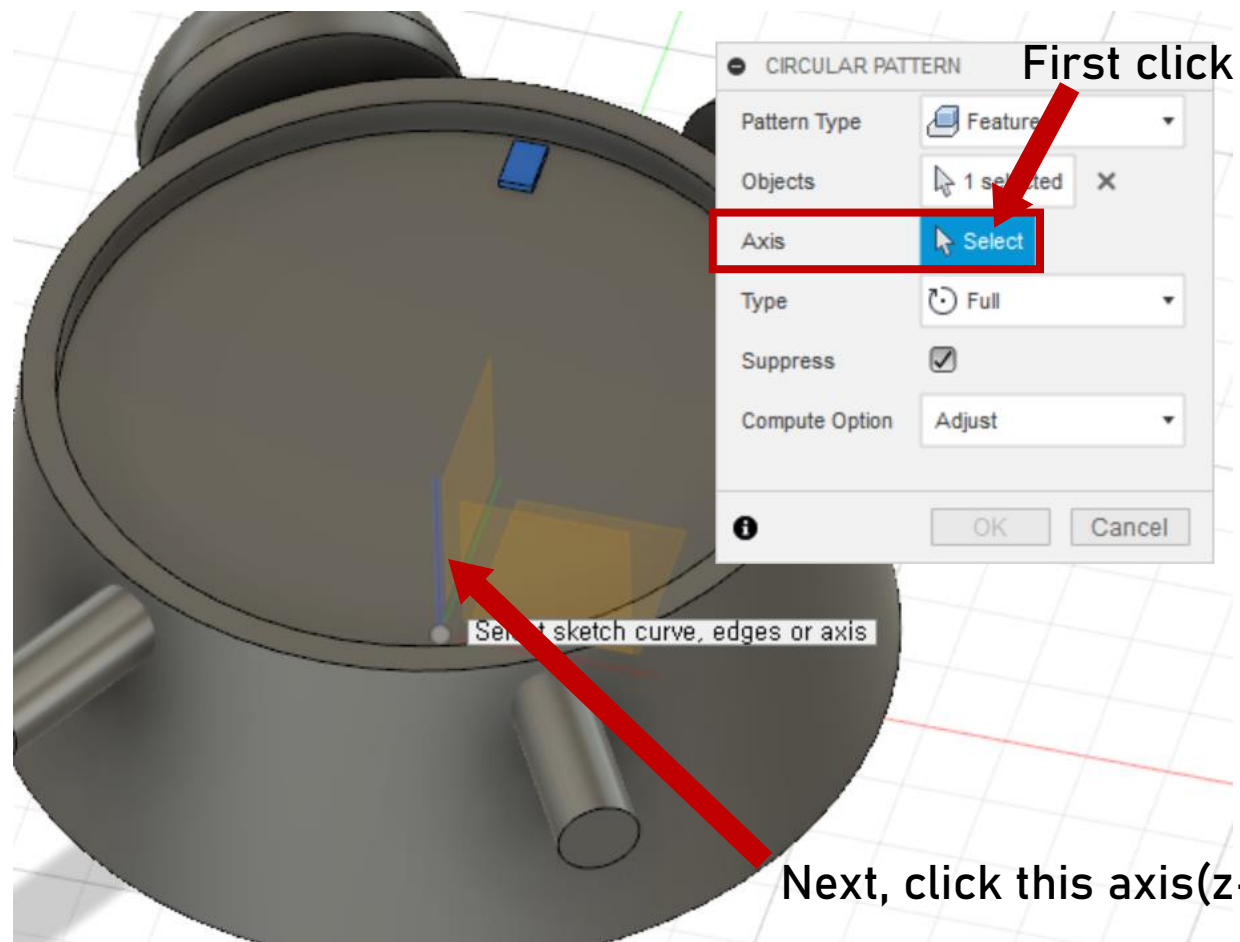 CIRCULAR PATTERN
First click
Pattern Type Feature
Objects 1 selected
Axis Select
Type Full
Suppress
Compute Option Adjust
OK Cancel
Select sketch curve, edges or axis
Next, click this axis(z-